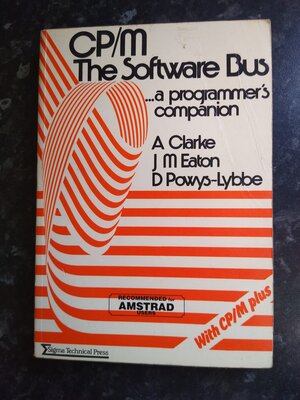 CP/M
The Software Bus
...a programmer's
companion
A Clarke
J M Eaton
D Powys-Lybbe
RECOMMENDED for
AMSTRAD
USERS
With CP/M plus
Sigma Technical Press